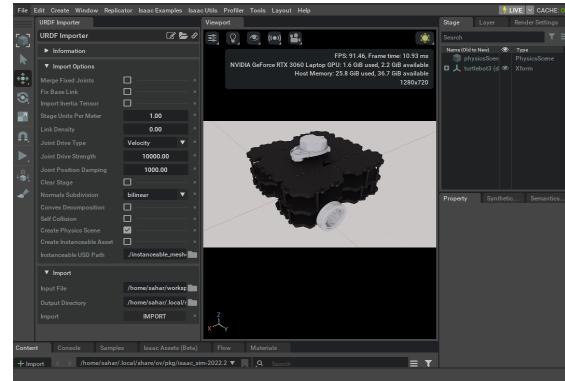 File Edit Create Window Replicator Isaac Examples Isaac Utils Utilities Profiler Tools Layout Help
LIVE CACHE:
URDF Importer
Viewport
Stage Layer Render Settings
URDF Importer
Search
Information
Name (Old to New) Type
Import Options
physicsScen PhysicsScene
Merge Fixed Joints
turtlebot3 (d Xform
Fix Base Link
FPS: 91.46, Frame time: 10.93 ms
Import Inertia Tensor
NVIDIA GeForce RTX 3060 Laptop GPU: 1.6 GiB used, 2.2 GiB available
Stage Units Per Meter 1.00
Host Memory: 25.8 GiB used, 36.7 GiB available
Link Density 0.00
1280x720
Joint Drive Type Velocity
Joint Drive Strength 10000.00
Joint Position Damping 1000.00
Clear Stage
Normals Subdivision bilinear
Property Synthetic... Semantics...
Convex Decomposition
Self Collision
Create Physics Scene
Create Instanceable Asset
Instanceable USD Path ./instanceable_mesh
Import
Input File /home/sahar/worksp
Output Directory /home/sahar/.local/
Import IMPORT
Z
X Y
Content Console Samples Isaac Assets (Beta) Flow Materials
+ Import /home/sahar/.local/share/ov/pkg/isaac_sim-2022.2 Search